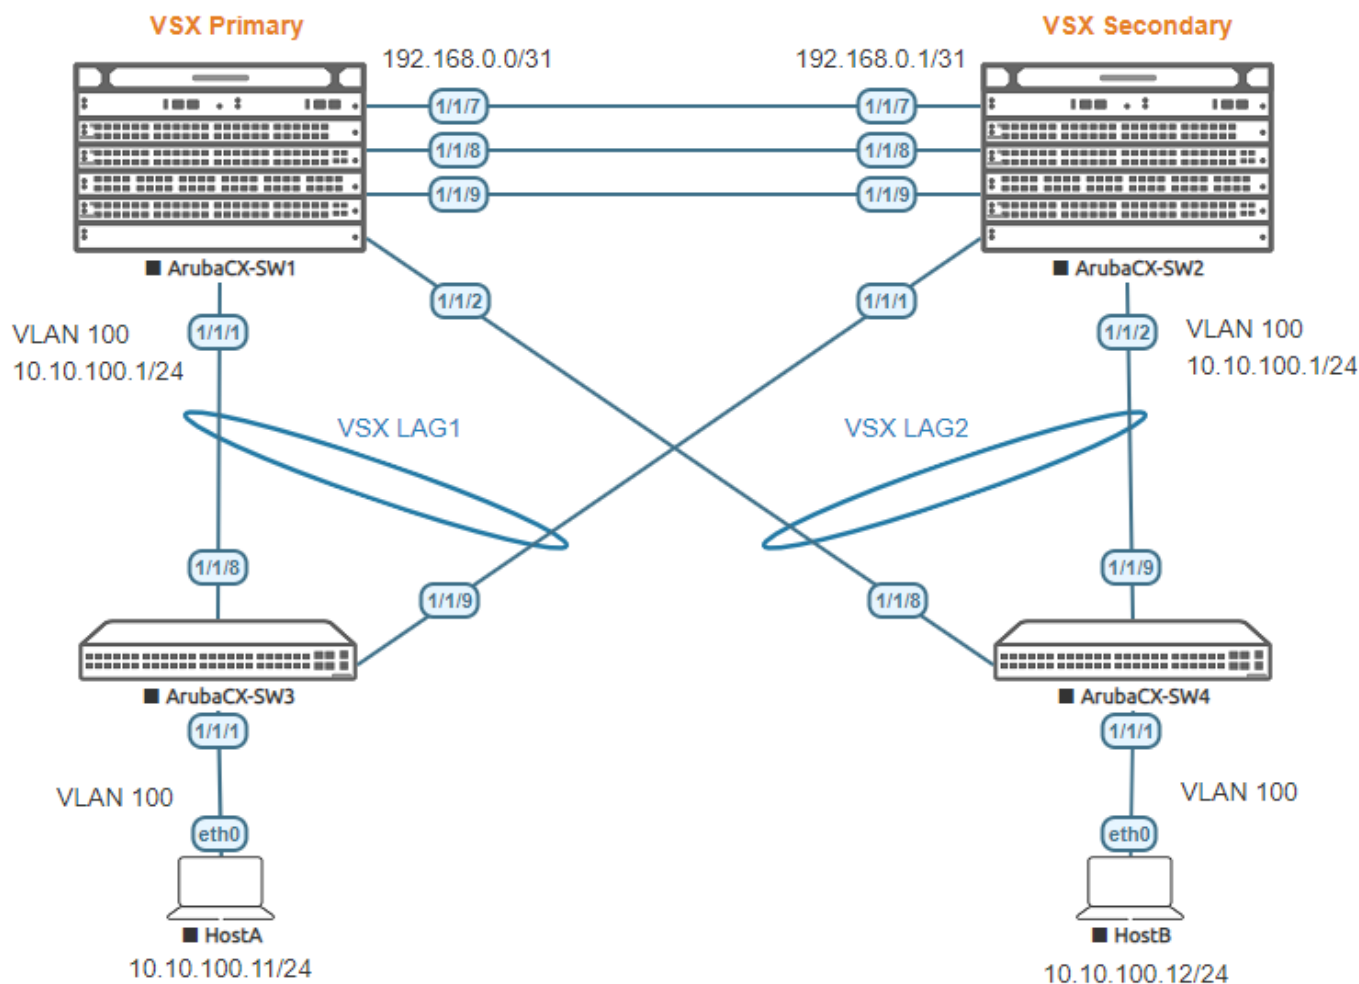 VSX Primary
VSX Secondary
192.168.0.0/31
192.168.0.1/31
1/1/7
1/1/7
1/1/8
1/1/8
1/1/9
1/1/9
ArubaCX-SW1
ArubaCX-SW2
1/1/2
1/1/1
VLAN 100
1/1/1
1/1/2
VLAN 100
10.10.100.1/24
10.10.100.1/24
VSX LAG1
VSX LAG2
1/1/8
1/1/9
1/1/9
1/1/8
ArubaCX-SW3
ArubaCX-SW4
1/1/1
1/1/1
VLAN 100
VLAN 100
eth0
eth0
HostA
HostB
10.10.100.11/24
10.10.100.12/24